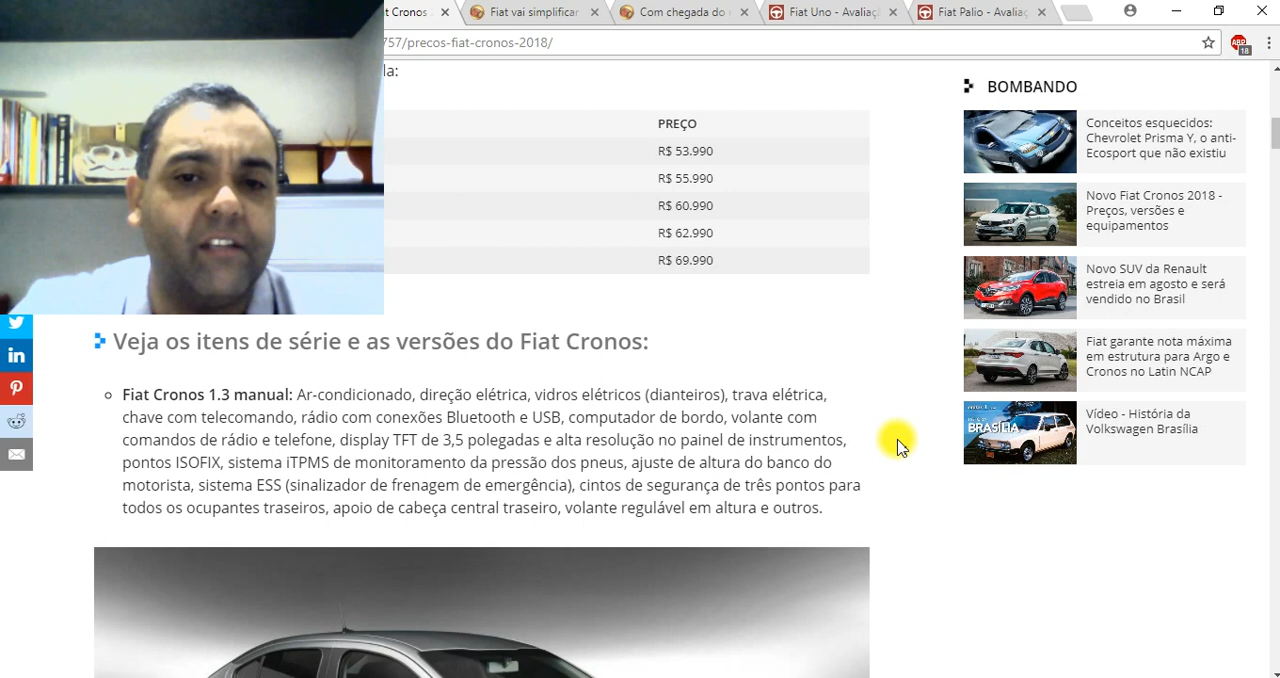 t Cronos
Fiat vai simplificar
Com chegada do
Fiat Uno - Avaliaç
Fiat Palio - Avaliaç
757/precos-fiat-cronos-2018/
ABP
18
la:
PREÇO
R$ 53.990
R$ 55.990
R$ 60.990
R$ 62.990
R$ 69.990
Veja os itens de série e as versões do Fiat Cronos:
Fiat Cronos 1.3 manual: Ar-condicionado, direção elétrica, vidros elétricos (dianteiros), trava elétrica,
chave com telecomando, rádio conexões Bluetooth e USB, computador de bordo, volante com
comandos de rádio e telefone, display TFT de 3,5 polegadas e alta resolução no painel de instrumentos,
pontos ISOFIX, sistema iTPMS de monitoramento da pressão dos pneus, ajuste de altura do banco do
motorista, sistema ESS (sinalizador de frenagem de emergência), cintos de segurança de três pontos para
todos os ocupantes traseiros, apoio de cabeça central traseiro, volante regulável em altura e outros.
BOMBANDO
Conceitos esquecidos:
Chevrolet Prisma Y, o anti-
Ecosport que não existiu
Novo Fiat Cronos 2018 -
Preços, versões e
equipamentos
Novo SUV da Renault
estreia em agosto e será
vendido no Brasil
Fiat garante nota máxima
em estrutura para Argo e
Cronos no Latin NCAP
BRASÍLIA
Vídeo - História da
Volkswagen Brasília
in